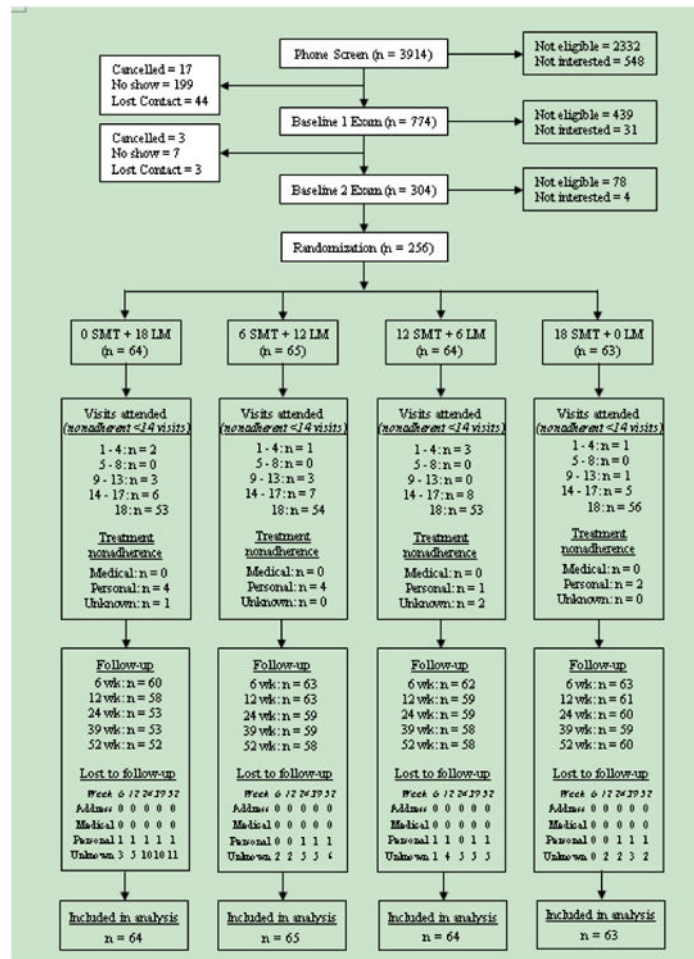 Phone Screen (n = 3914)
Not eligible = 2332
Not interested = 548
Cancelled = 17
No show = 199
Lost Contact = 44
Baseline 1 Exam (n = 774)
Not eligible = 439
Not interested = 31
Cancelled = 3
No show = 7
Lost Contact = 3
Baseline 2 Exam (n = 304)
Not eligible = 78
Not interested = 4
Randomization (n = 256)
0 SMT + 18 LM
(n = 64)
Visits attended
(nonadherent <14 visits)
1 - 4: n = 2
5 - 8: n = 0
9 - 13: n = 3
14 - 17: n = 6
18: n = 53
Treatment
nonadherence
Medical: n = 0
Personal: n = 4
Unknown: n = 1
Follow-up
6 wk: n = 60
12 wk: n = 58
24 wk: n = 53
39 wk: n = 53
52 wk: n = 52
Lost to follow-up
Week 6 12 24 39 52
Address 0 0 0 0 0
Medical 0 0 0 0 0
Personal 1 1 1 1 1
Unknown 3 5 10 10 11
Included in analysis
n = 64
6 SMT + 12 LM
(n = 65)
Visits attended
(nonadherent <14 visits)
1 - 4: n = 1
5 - 8: n = 0
9 - 13: n = 3
14 - 17: n = 7
18: n = 54
Treatment
nonadherence
Medical: n = 0
Personal: n = 4
Unknown: n = 0
Follow-up
6 wk: n = 63
12 wk: n = 63
24 wk: n = 59
39 wk: n = 59
52 wk: n = 58
Lost to follow-up
Week 6 12 24 39 52
Address 0 0 0 0 0
Medical 0 0 0 0 0
Personal 0 0 1 1 1
Unknown 2 2 5 5 6
Included in analysis
n = 65
12 SMT + 6 LM
(n = 64)
Visits attended
(nonadherent <14 visits)
1 - 4: n = 3
5 - 8: n = 0
9 - 13: n = 0
14 - 17: n = 8
18: n = 53
Treatment
nonadherence
Medical: n = 0
Personal: n = 1
Unknown: n = 2
Follow-up
6 wk: n = 62
12 wk: n = 59
24 wk: n = 59
39 wk: n = 58
52 wk: n = 58
Lost to follow-up
Week 6 12 24 39 52
Address 0 0 0 0 0
Medical 0 0 0 0 0
Personal 1 1 0 1 1
Unknown 1 4 5 5 5
Included in analysis
n = 64
18 SMT + 0 LM
(n = 63)
Visits attended
(nonadherent <14 visits)
1 - 4: n = 1
5 - 8: n = 0
9 - 13: n = 1
14 - 17: n = 5
18: n = 56
Treatment
nonadherence
Medical: n = 0
Personal: n = 2
Unknown: n = 0
Follow-up
6 wk: n = 63
12 wk: n = 61
24 wk: n = 60
39 wk: n = 59
52 wk: n = 60
Lost to follow-up
Week 6 12 24 39 52
Address 0 0 0 0 0
Medical 0 0 0 0 0
Personal 0 0 1 1 1
Unknown 0 2 2 3 2
Included in analysis
n = 63